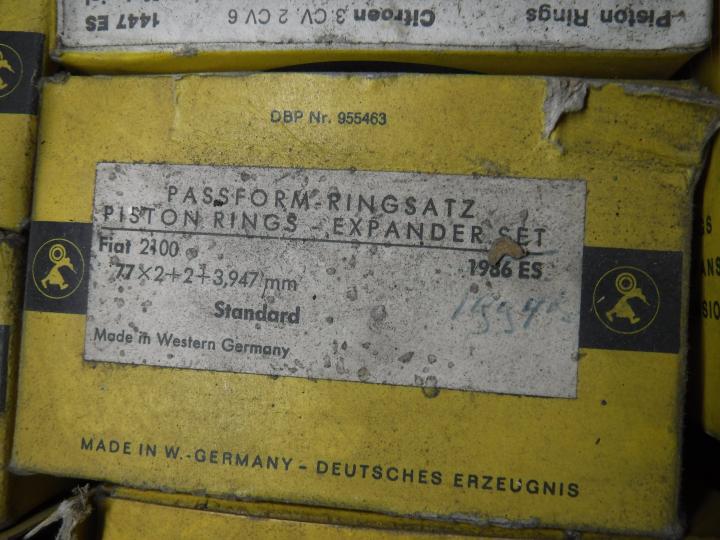 1447 ES
Citroen 3 CV. 2 CV 6
Piston Rings
DBP Nr. 955463
PASSFORM-RINGSATZ
PISTON RINGS - EXPANDER SET
Fiat 2100
1986 ES
77×2+2+3,947 mm
Standard
Made in Western Germany
MADE IN W.-GERMANY – DEUTSCHES ERZEUGNIS